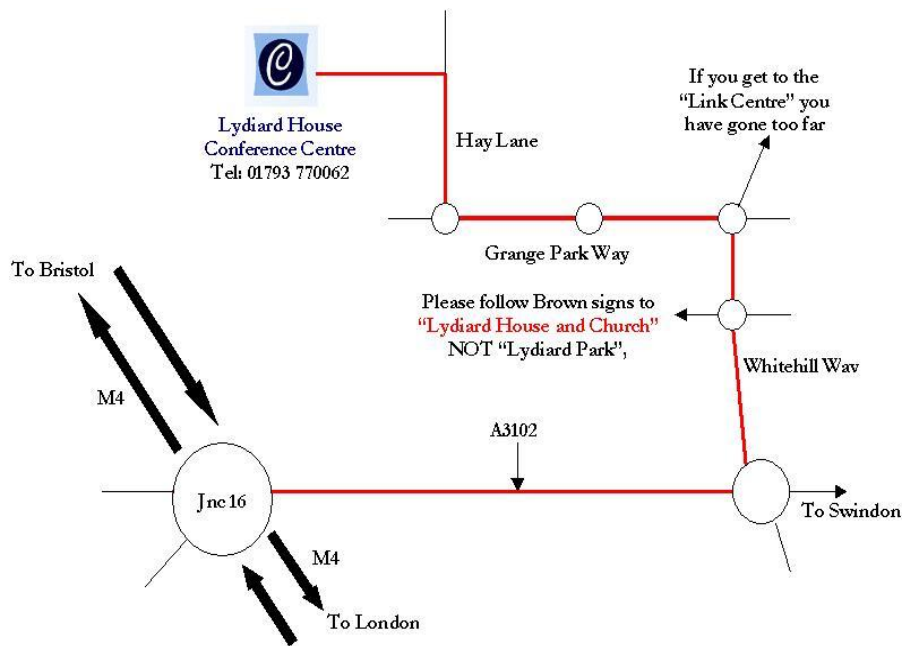 If you get to the
“Link Centre” you
have gone too far
C
Lydiard House
Conference Centre
Tel: 01793 770062
Hay Lane
Grange Park Way
To Bristol
Please follow Brown signs to
“Lydiard House and Church”
NOT “Lydiard Park”,
Whitehill Way
M4
A3102
Jnc 16
To Swindon
M4
To London